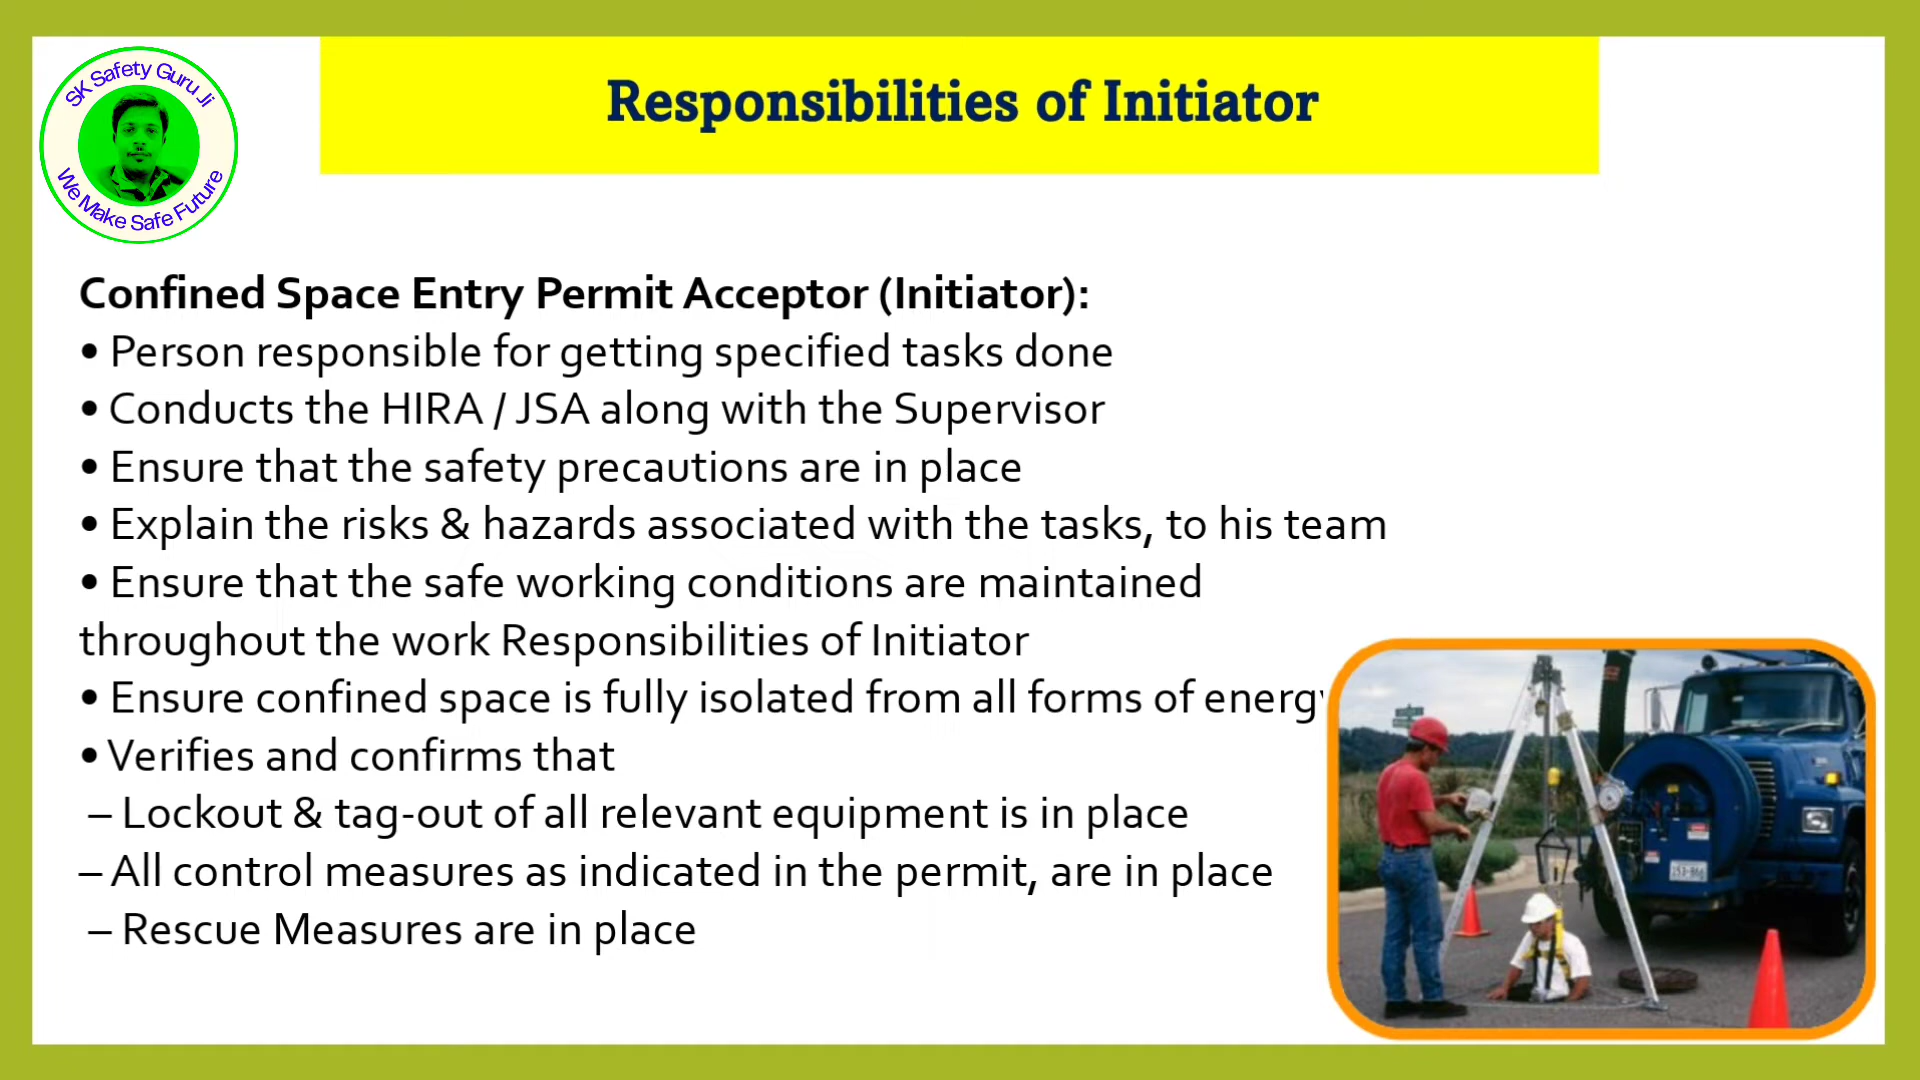 SK Safety Guru Ji
We Make Safe Future
Responsibilities of Initiator
Confined Space Entry Permit Acceptor (Initiator):
• Person responsible for getting specified tasks done
• Conducts the HIRA / JSA along with the Supervisor
• Ensure that the safety precautions are in place
• Explain the risks & hazards associated with the tasks, to his team
• Ensure that the safe working conditions are maintained
throughout the work Responsibilities of Initiator
• Ensure confined space is fully isolated from all forms of energy
• Verifies and confirms that
– Lockout & tag-out of all relevant equipment is in place
– All control measures as indicated in the permit, are in place
– Rescue Measures are in place